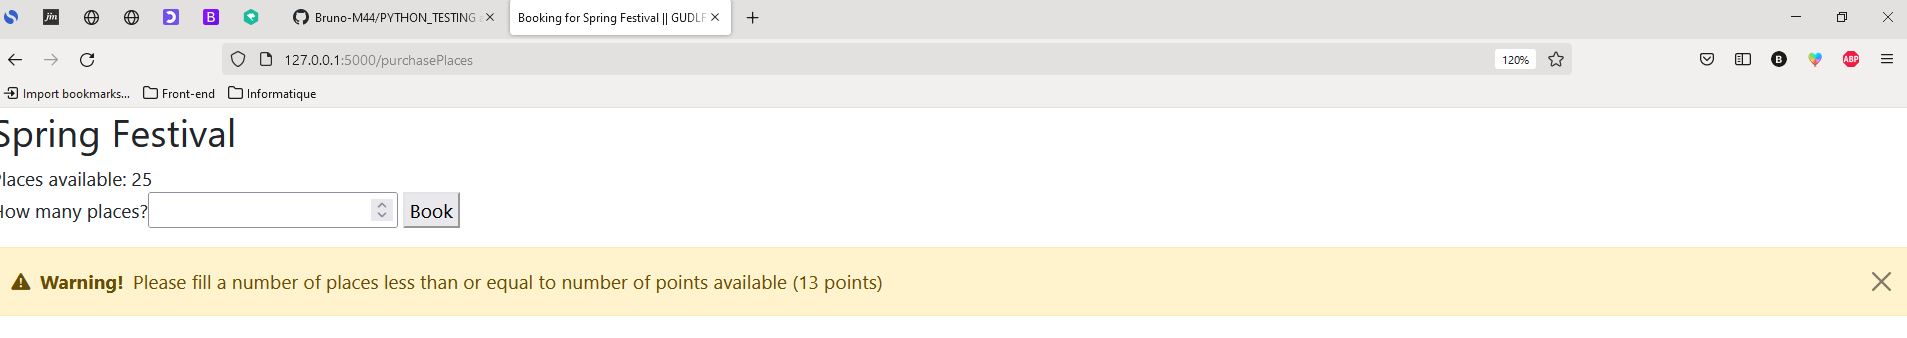 jin
Bruno-M44/PYTHON_TESTING
Booking for Spring Festival || GUDLF
B
127.0.0.1:5000/purchasePlaces
120%
B
ABP
Import bookmarks...
Front-end
Informatique
Spring Festival
Places available: 25
How many places?
Book
Warning! Please fill a number of places less than or equal to number of points available (13 points)